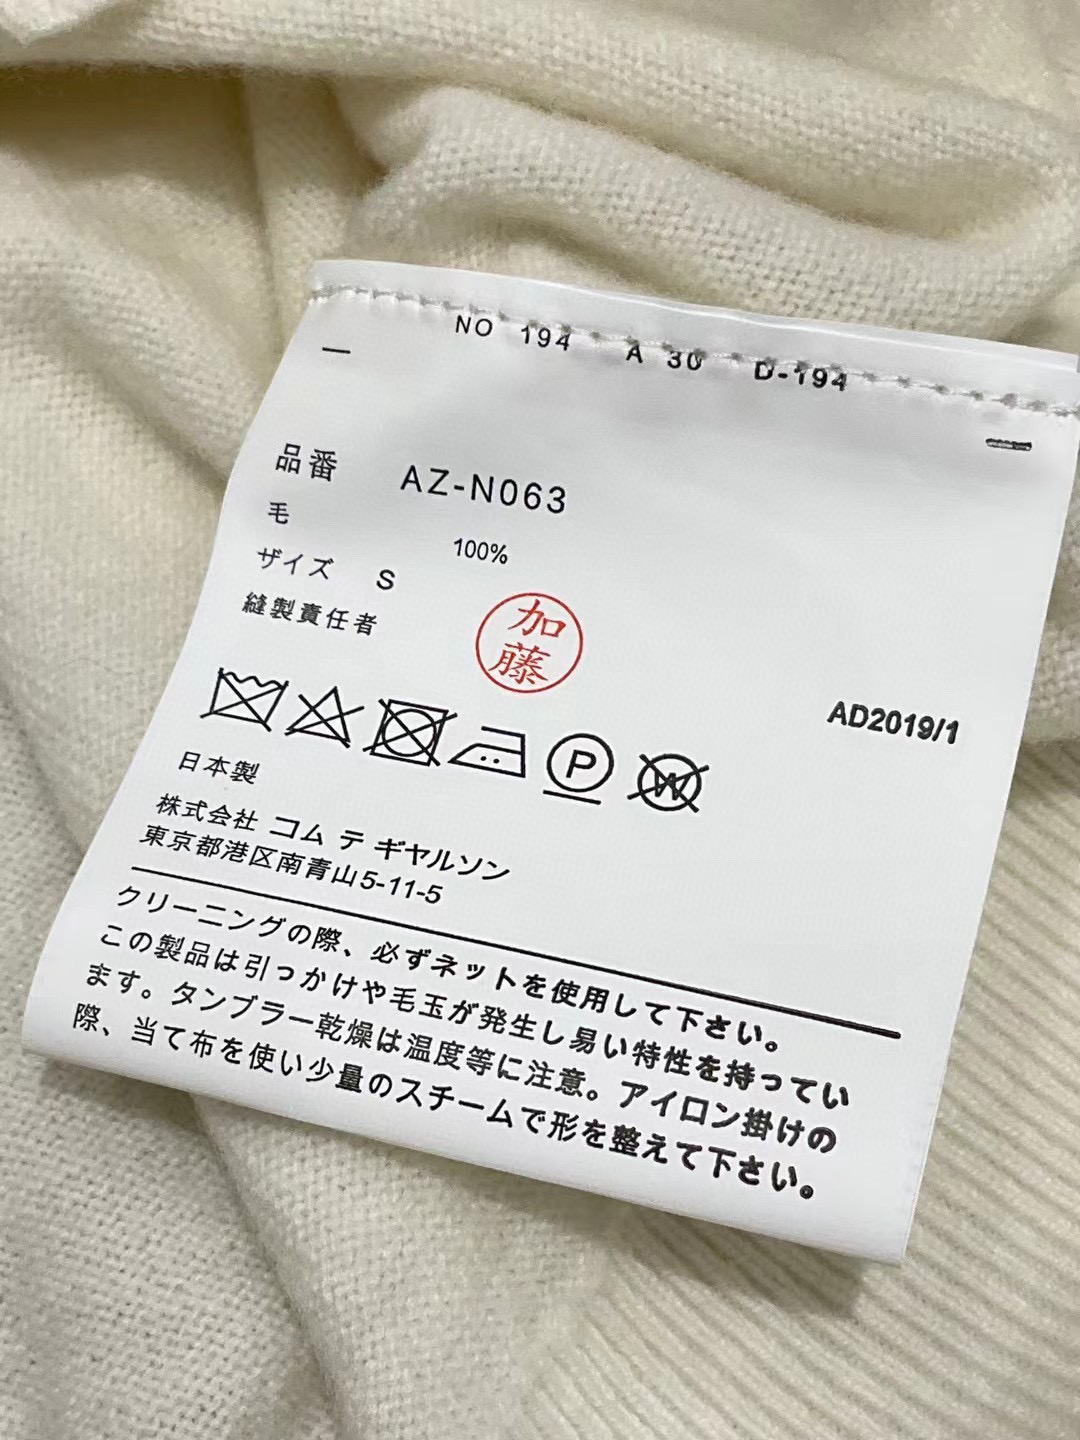 NO 194 A 30 D-194
品番 AZ-N063
毛 100%
ザイズ S
縫製責任者
加藤
AD2019/1
P
W
日本製
株式会社 コム テ ギヤルソン
東京都港区南青山5-11-5
クリーニングの際、必ずネットを使用して下さい。
この製品は引っかけや毛玉が発生し易い特性を持ってい
ます。タンブラー乾燥は温度等に注意。アイロン掛けの
際、当て布を使い少量のスチームで形を整えて下さい。